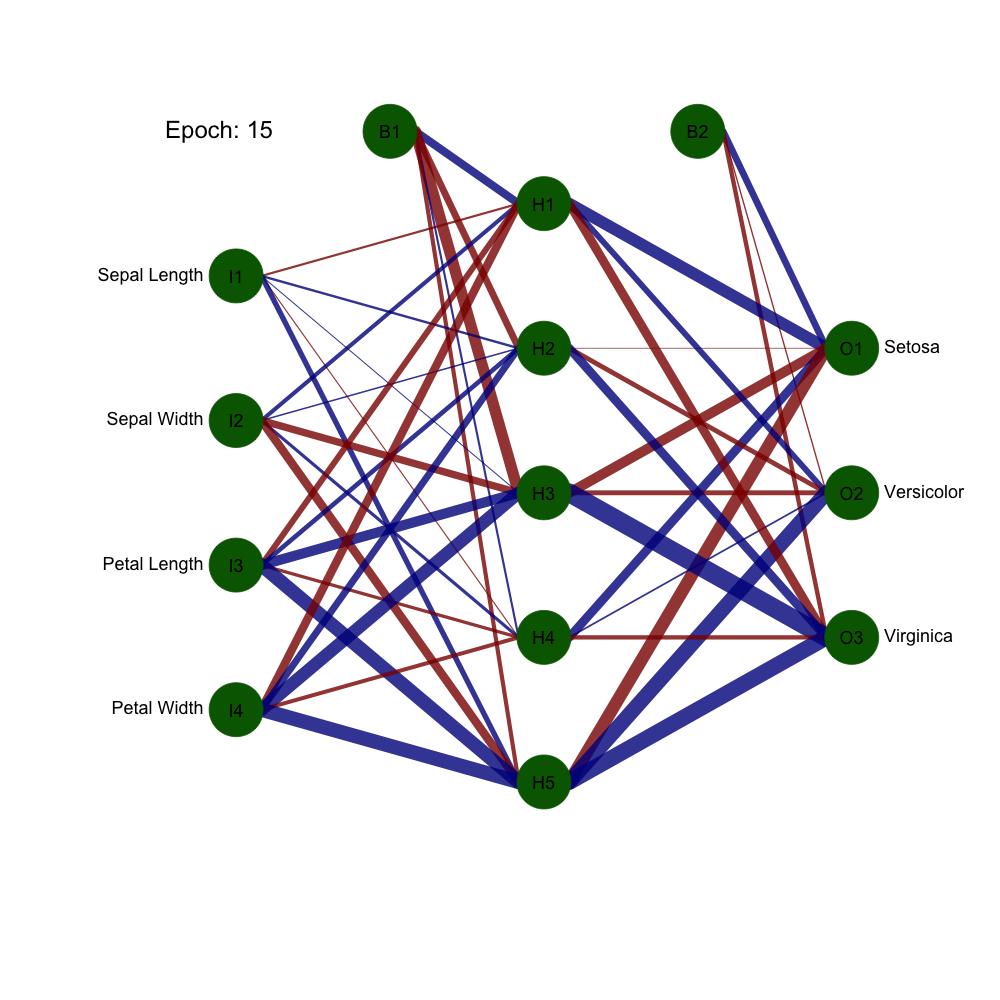 Epoch: 15
B1
B2
H1
Sepal Length
I1
H2
O1
Setosa
Sepal Width
I2
H3
O2
Versicolor
Petal Length
I3
H4
O3
Virginica
Petal Width
I4
H5